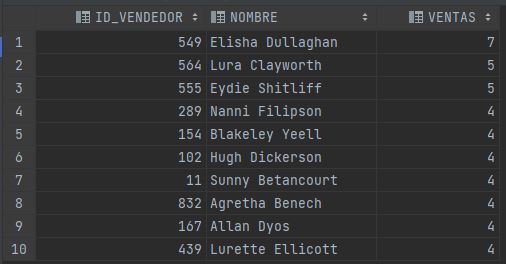 ID_VENDEDOR NOMBRE VENTAS
1 549 Elisha Dullaghan 7
2 564 Lura Clayworth 5
3 555 Eydie Shitliff 5
4 289 Nanni Filipson 4
5 154 Blakeley Yeell 4
6 102 Hugh Dickerson 4
7 11 Sunny Betancourt 4
8 832 Agretha Benech 4
9 167 Allan Dyos 4
10 439 Lurette Ellicott 4